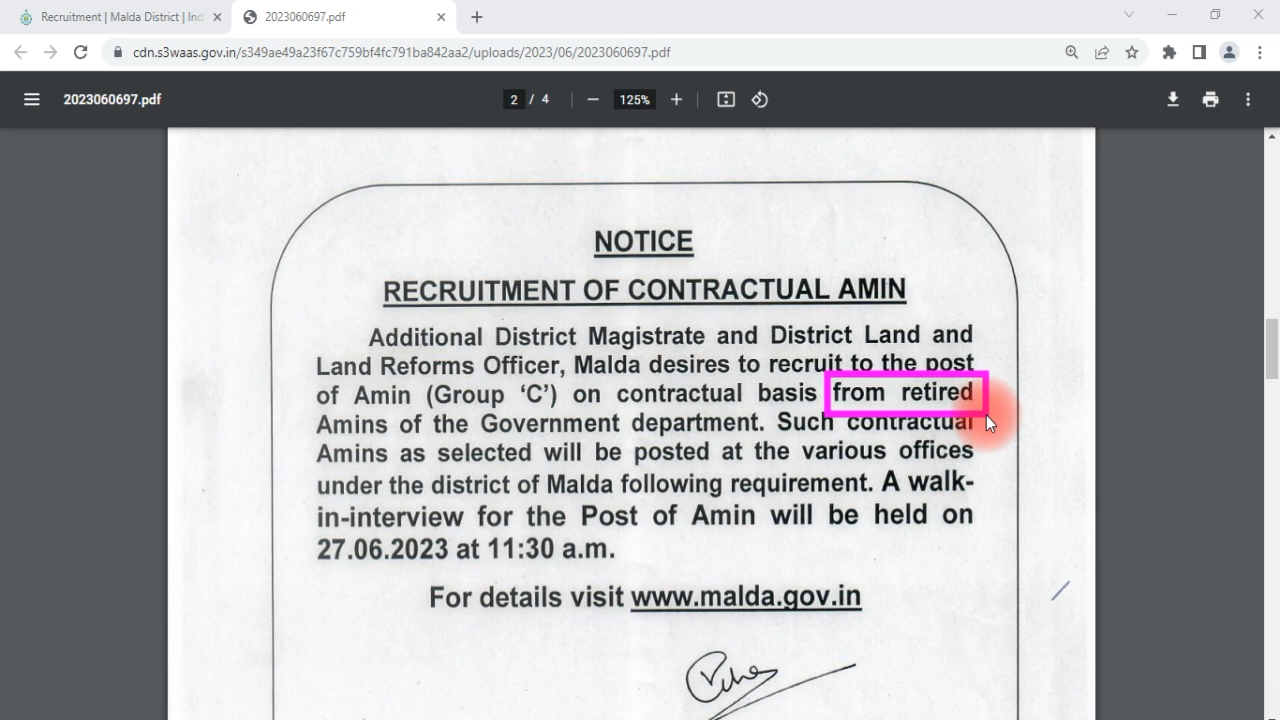 Recruitment | Malda District | Ind
2023060697.pdf
cdn.s3waas.gov.in/s349ae49a23f67c759bf4fc791ba842aa2/uploads/2023/06/2023060697.pdf
2023060697.pdf
2 / 4
125%
NOTICE
RECRUITMENT OF CONTRACTUAL AMIN
Additional District Magistrate and District Land and
Land Reforms Officer, Malda desires to recruit to the post
of Amin (Group ‘C’) on contractual basis from retired
Amins of the Government department. Such contractual
Amins as selected will be posted at the various offices
under the district of Malda following requirement. A walk-
in-interview for the Post of Amin will be held on
27.06.2023 at 11:30 a.m.
For details visit www.malda.gov.in